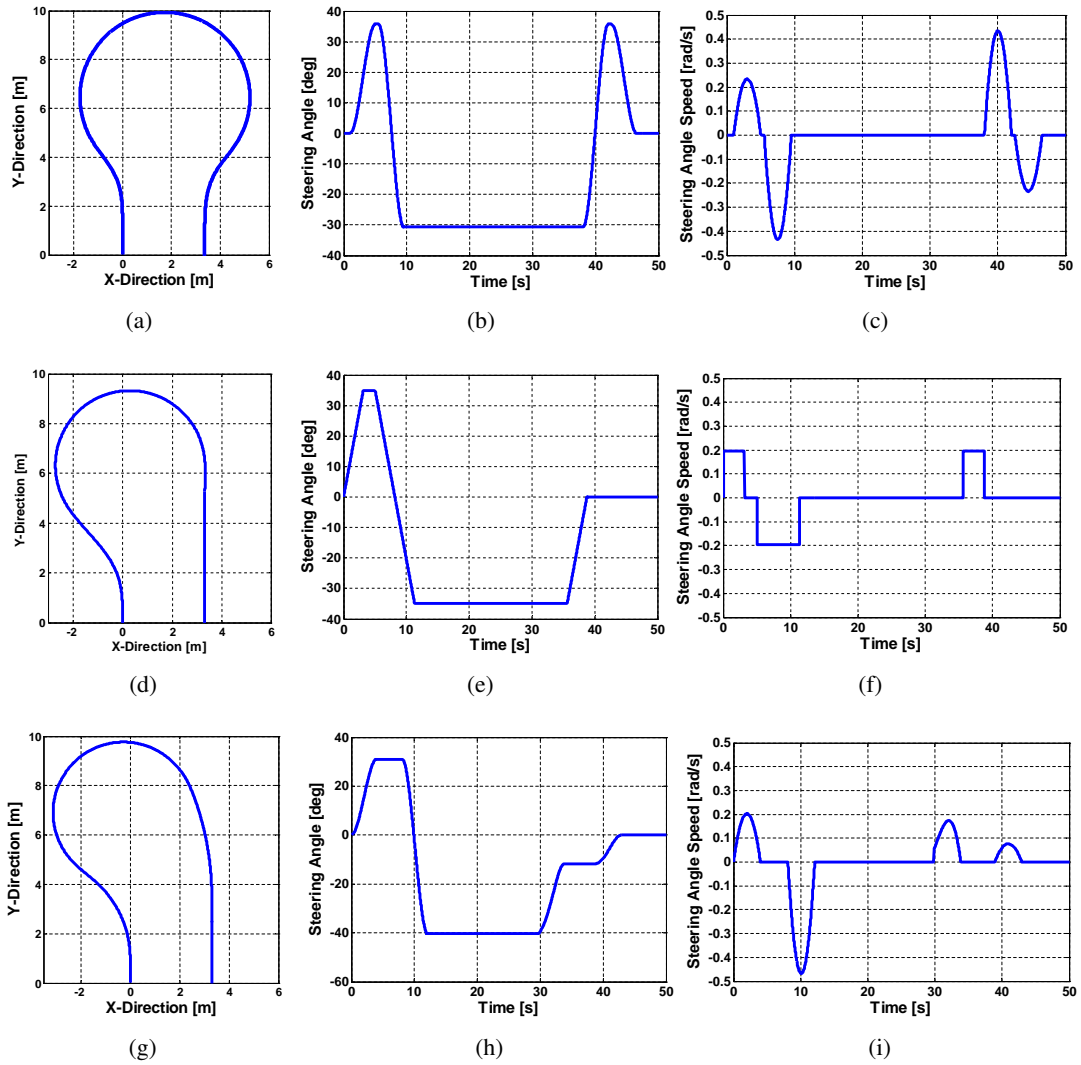 10
8
6
4
2
0
-2 0 2 4 6
Y-Direction [m]
X-Direction [m]
(a)
40
30
20
10
0
-10
-20
-30
-40
0 10 20 30 40 50
Steering Angle [deg]
Time [s]
(b)
0.5
0.4
0.3
0.2
0.1
0
-0.1
-0.2
-0.3
-0.4
-0.5
0 10 20 30 40 50
Steering Angle Speed [rad/s]
Time [s]
(c)
10
8
6
4
2
0
-2 0 2 4 6
Y-Direction [m]
X-Direction [m]
(d)
40
30
20
10
0
-10
-20
-30
-40
0 10 20 30 40 50
Steering Angle [deg]
Time [s]
(e)
0.5
0.4
0.3
0.2
0.1
0
-0.1
-0.2
-0.3
-0.4
-0.5
0 10 20 30 40 50
Steering Angle Speed [rad/s]
Time [s]
(f)
10
8
6
4
2
0
-2 0 2 4 6
Y-Direction [m]
X-Direction [m]
(g)
40
20
0
-20
-40
-60
0 10 20 30 40 50
Steering Angle [deg]
Time [s]
(h)
0.5
0.4
0.3
0.2
0.1
0
-0.1
-0.2
-0.3
-0.4
-0.5
0 10 20 30 40 50
Steering Angle Speed [rad/s]
Time [s]
(i)